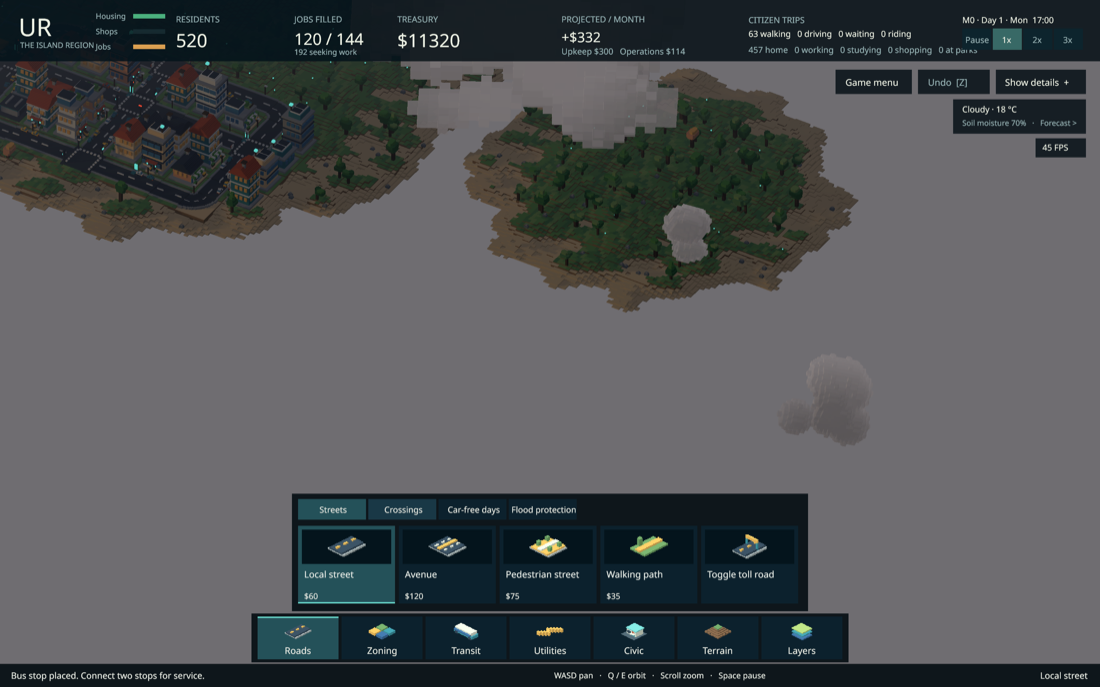 UR
THE ISLAND REGION
Housing
Shops
Jobs
RESIDENTS
520
JOBS FILLED
120 / 144
192 seeking work
TREASURY
$11320
PROJECTED / MONTH
+$332
Upkeep $300 Operations $114
CITIZEN TRIPS
63 walking 0 driving 0 waiting 0 riding
457 home 0 working 0 studying 0 shopping 0 at parks
M0 · Day 1 · Mon 17:00
Pause 1x 2x 3x
Game menu
Undo [Z]
Show details +
Cloudy · 18 °C
Soil moisture 70% · Forecast >
45 FPS
Streets
Crossings
Car-free days
Flood protection
Local street
$60
Avenue
$120
Pedestrian street
$75
Walking path
$35
Toggle toll road
Roads
Zoning
Transit
Utilities
Civic
Terrain
Layers
Bus stop placed. Connect two stops for service.
WASD pan · Q / E orbit · Scroll zoom · Space pause
Local street